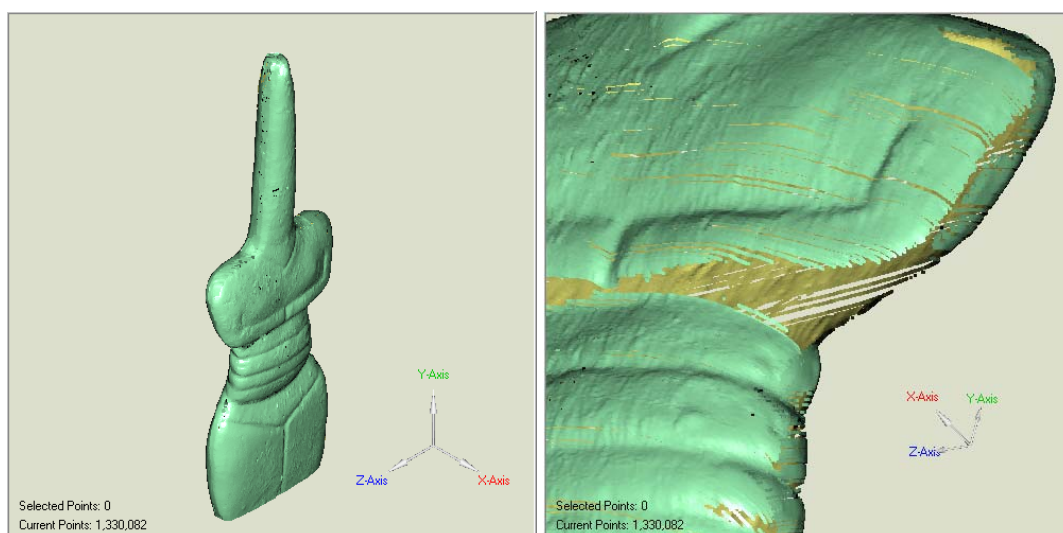 Y-Axis
Z-Axis
X-Axis
Selected Points: 0
Current Points: 1,330,082
X-Axis
Y-Axis
Z-Axis
Selected Points: 0
Current Points: 1,330,082